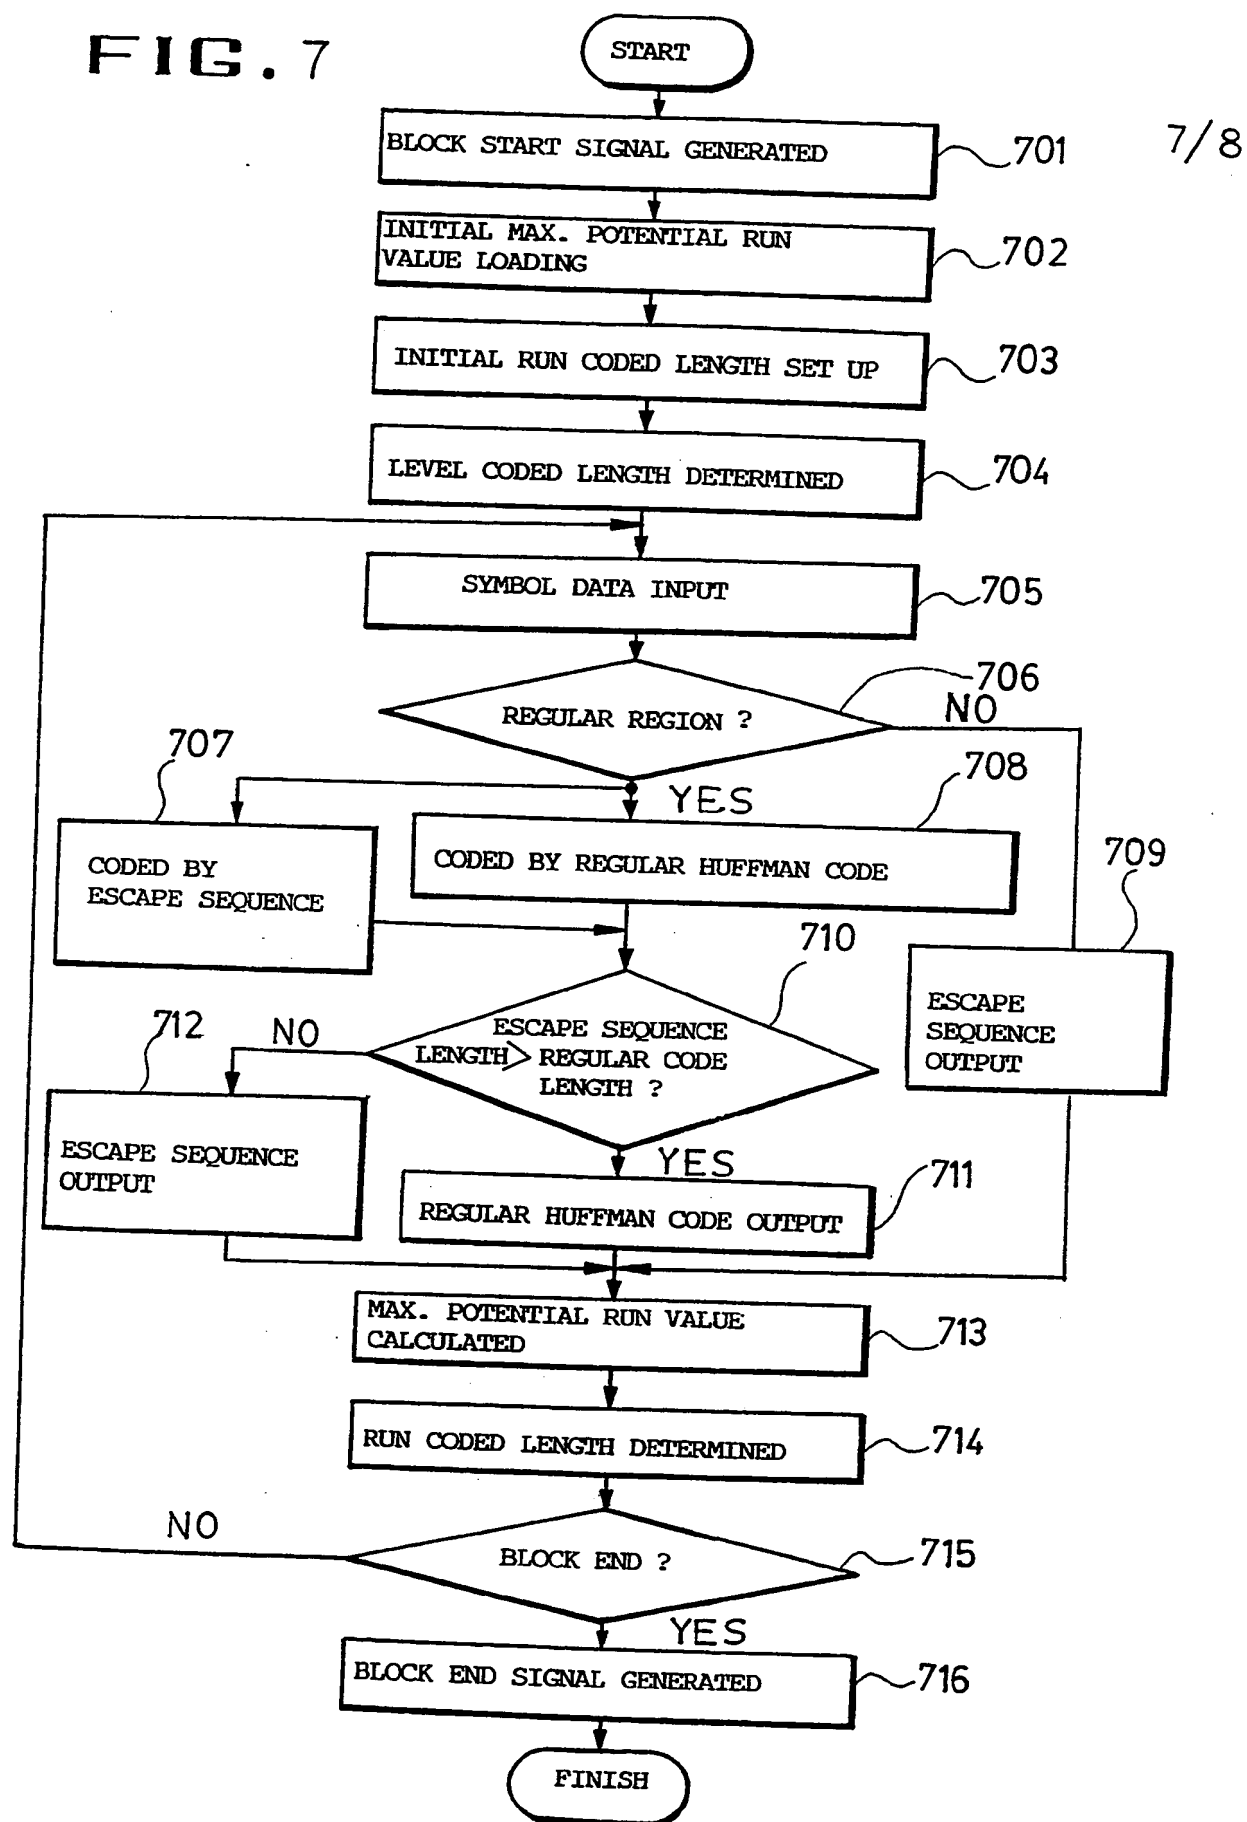 FIG. 7
7/8
START
BLOCK START SIGNAL GENERATED
701
INITIAL MAX. POTENTIAL RUN
VALUE LOADING
702
INITIAL RUN CODED LENGTH SET UP
703
LEVEL CODED LENGTH DETERMINED
704
SYMBOL DATA INPUT
705
REGULAR REGION ?
706
NO
YES
707
CODED BY
ESCAPE SEQUENCE
708
CODED BY REGULAR HUFFMAN CODE
709
ESCAPE
SEQUENCE
OUTPUT
710
ESCAPE SEQUENCE
LENGTH > REGULAR CODE
LENGTH ?
NO
YES
712
ESCAPE SEQUENCE
OUTPUT
711
REGULAR HUFFMAN CODE OUTPUT
MAX. POTENTIAL RUN VALUE
CALCULATED
713
RUN CODED LENGTH DETERMINED
714
BLOCK END ?
715
NO
YES
BLOCK END SIGNAL GENERATED
716
FINISH